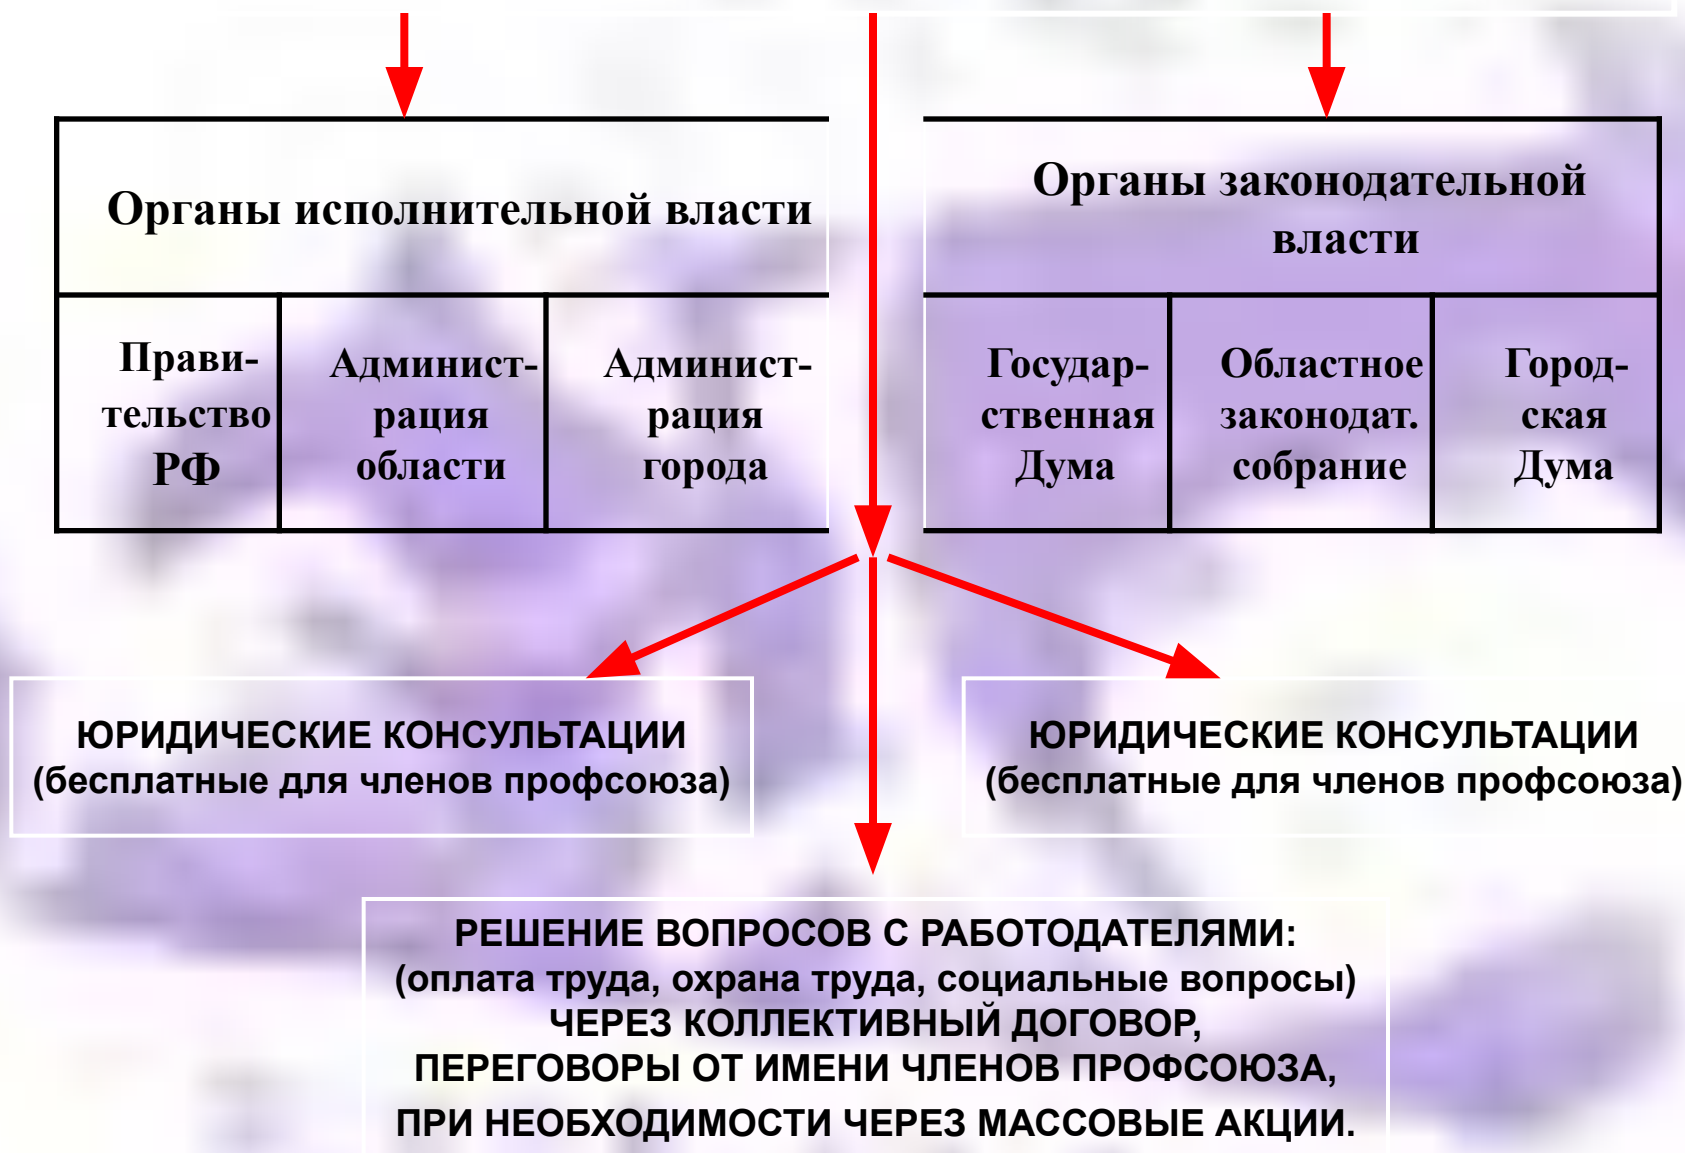 Органы исполнительной власти
Прави-
тельство
РФ
Админист-
рация
области
Админист-
рация
города
Органы законодательной
власти
Государ-
ственная
Дума
Областное
законодат.
собрание
Город-
ская
Дума
ЮРИДИЧЕСКИЕ КОНСУЛЬТАЦИИ
(бесплатные для членов профсоюза)
ЮРИДИЧЕСКИЕ КОНСУЛЬТАЦИИ
(бесплатные для членов профсоюза)
РЕШЕНИЕ ВОПРОСОВ С РАБОТОДАТЕЛЯМИ:
(оплата труда, охрана труда, социальные вопросы)
ЧЕРЕЗ КОЛЛЕКТИВНЫЙ ДОГОВОР,
ПЕРЕГОВОРЫ ОТ ИМЕНИ ЧЛЕНОВ ПРОФСОЮЗА,
ПРИ НЕОБХОДИМОСТИ ЧЕРЕЗ МАССОВЫЕ АКЦИИ.